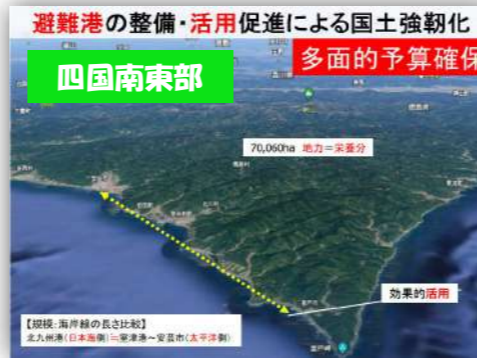 避難港の整備・活用促進による国土強靭化
多面的予算確保
四国南東部
70,060ha 地力＝栄養分
効果的活用
【規模:海岸線の長さ比較】
北九州港(日本海側)≒室津港～安芸市(太平洋側)
室戸岬